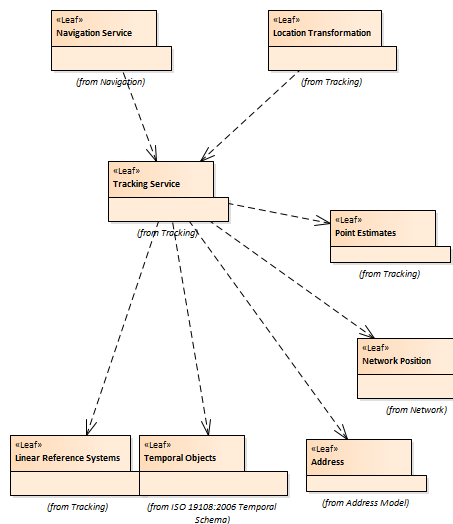 «Leaf»
Navigation Service
(from Navigation)
«Leaf»
Location Transformation
(from Tracking)
«Leaf»
Tracking Service
(from Tracking)
«Leaf»
Point Estimates
(from Tracking)
«Leaf»
Network Position
(from Network)
«Leaf»
Linear Reference Systems
(from Tracking)
«Leaf»
Temporal Objects
(from ISO 19108:2006 Temporal
Schema)
«Leaf»
Address
(from Address Model)